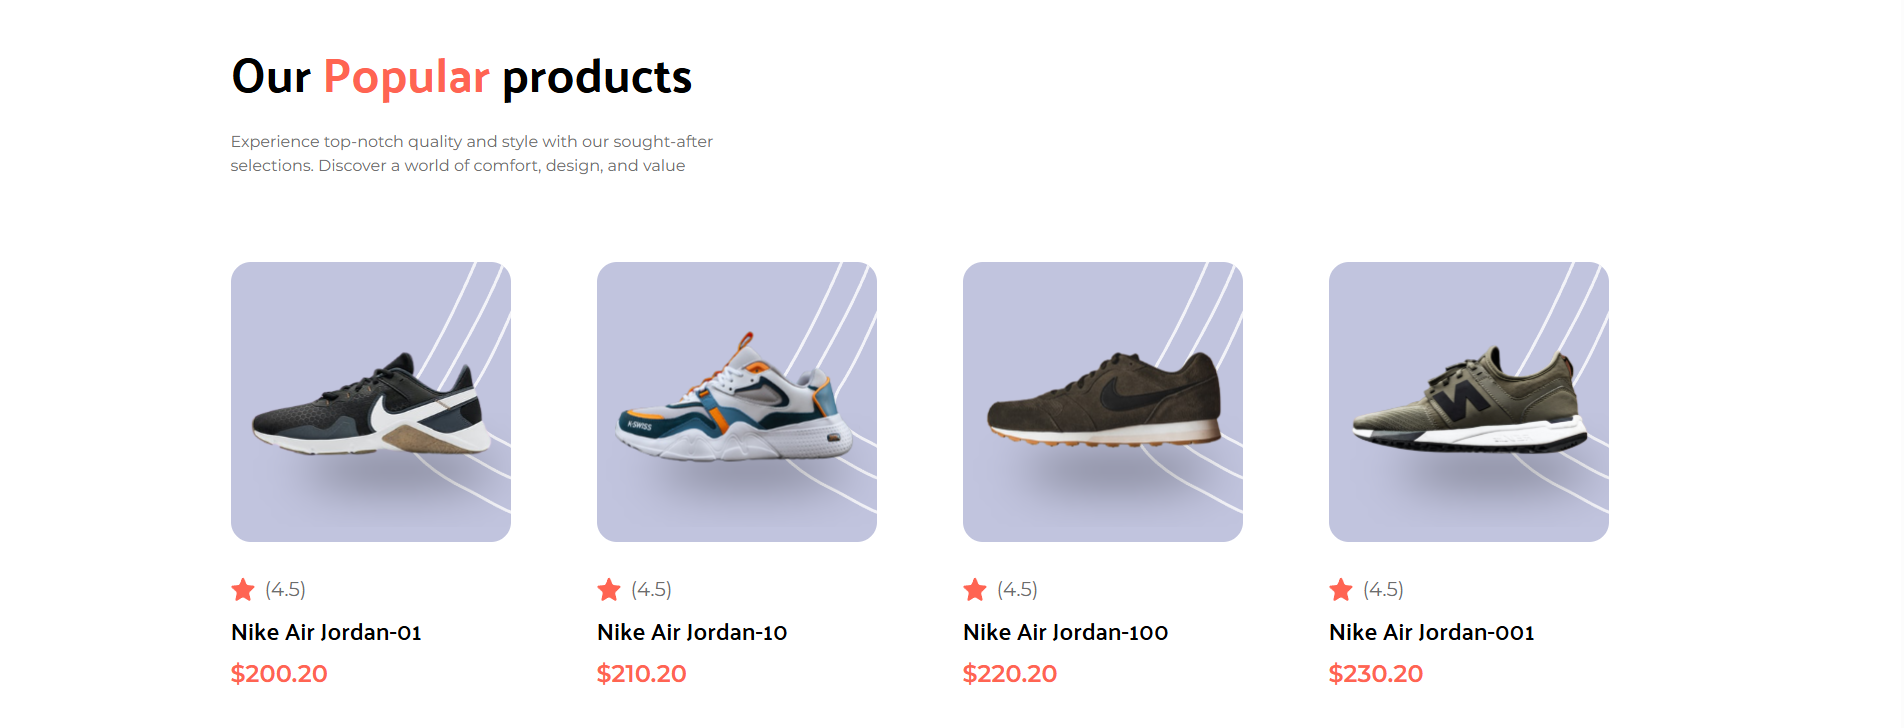 Our Popular products
Experience top-notch quality and style with our sought-after
selections. Discover a world of comfort, design, and value
K-SWISS
N
(4.5)
(4.5)
(4.5)
(4.5)
Nike Air Jordan-01
Nike Air Jordan-10
Nike Air Jordan-100
Nike Air Jordan-001
$200.20
$210.20
$220.20
$230.20